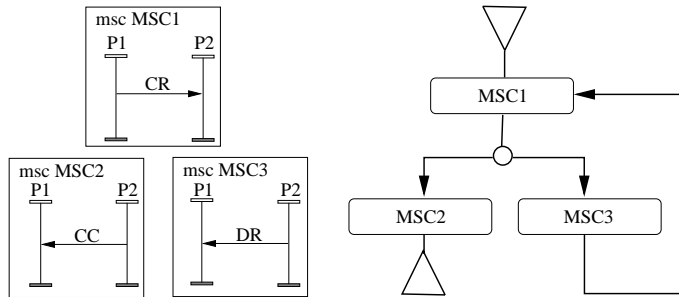 msc MSC1
P1 P2
CR
msc MSC2
P1 P2
CC
msc MSC3
P1 P2
DR
MSC1
MSC2
MSC3